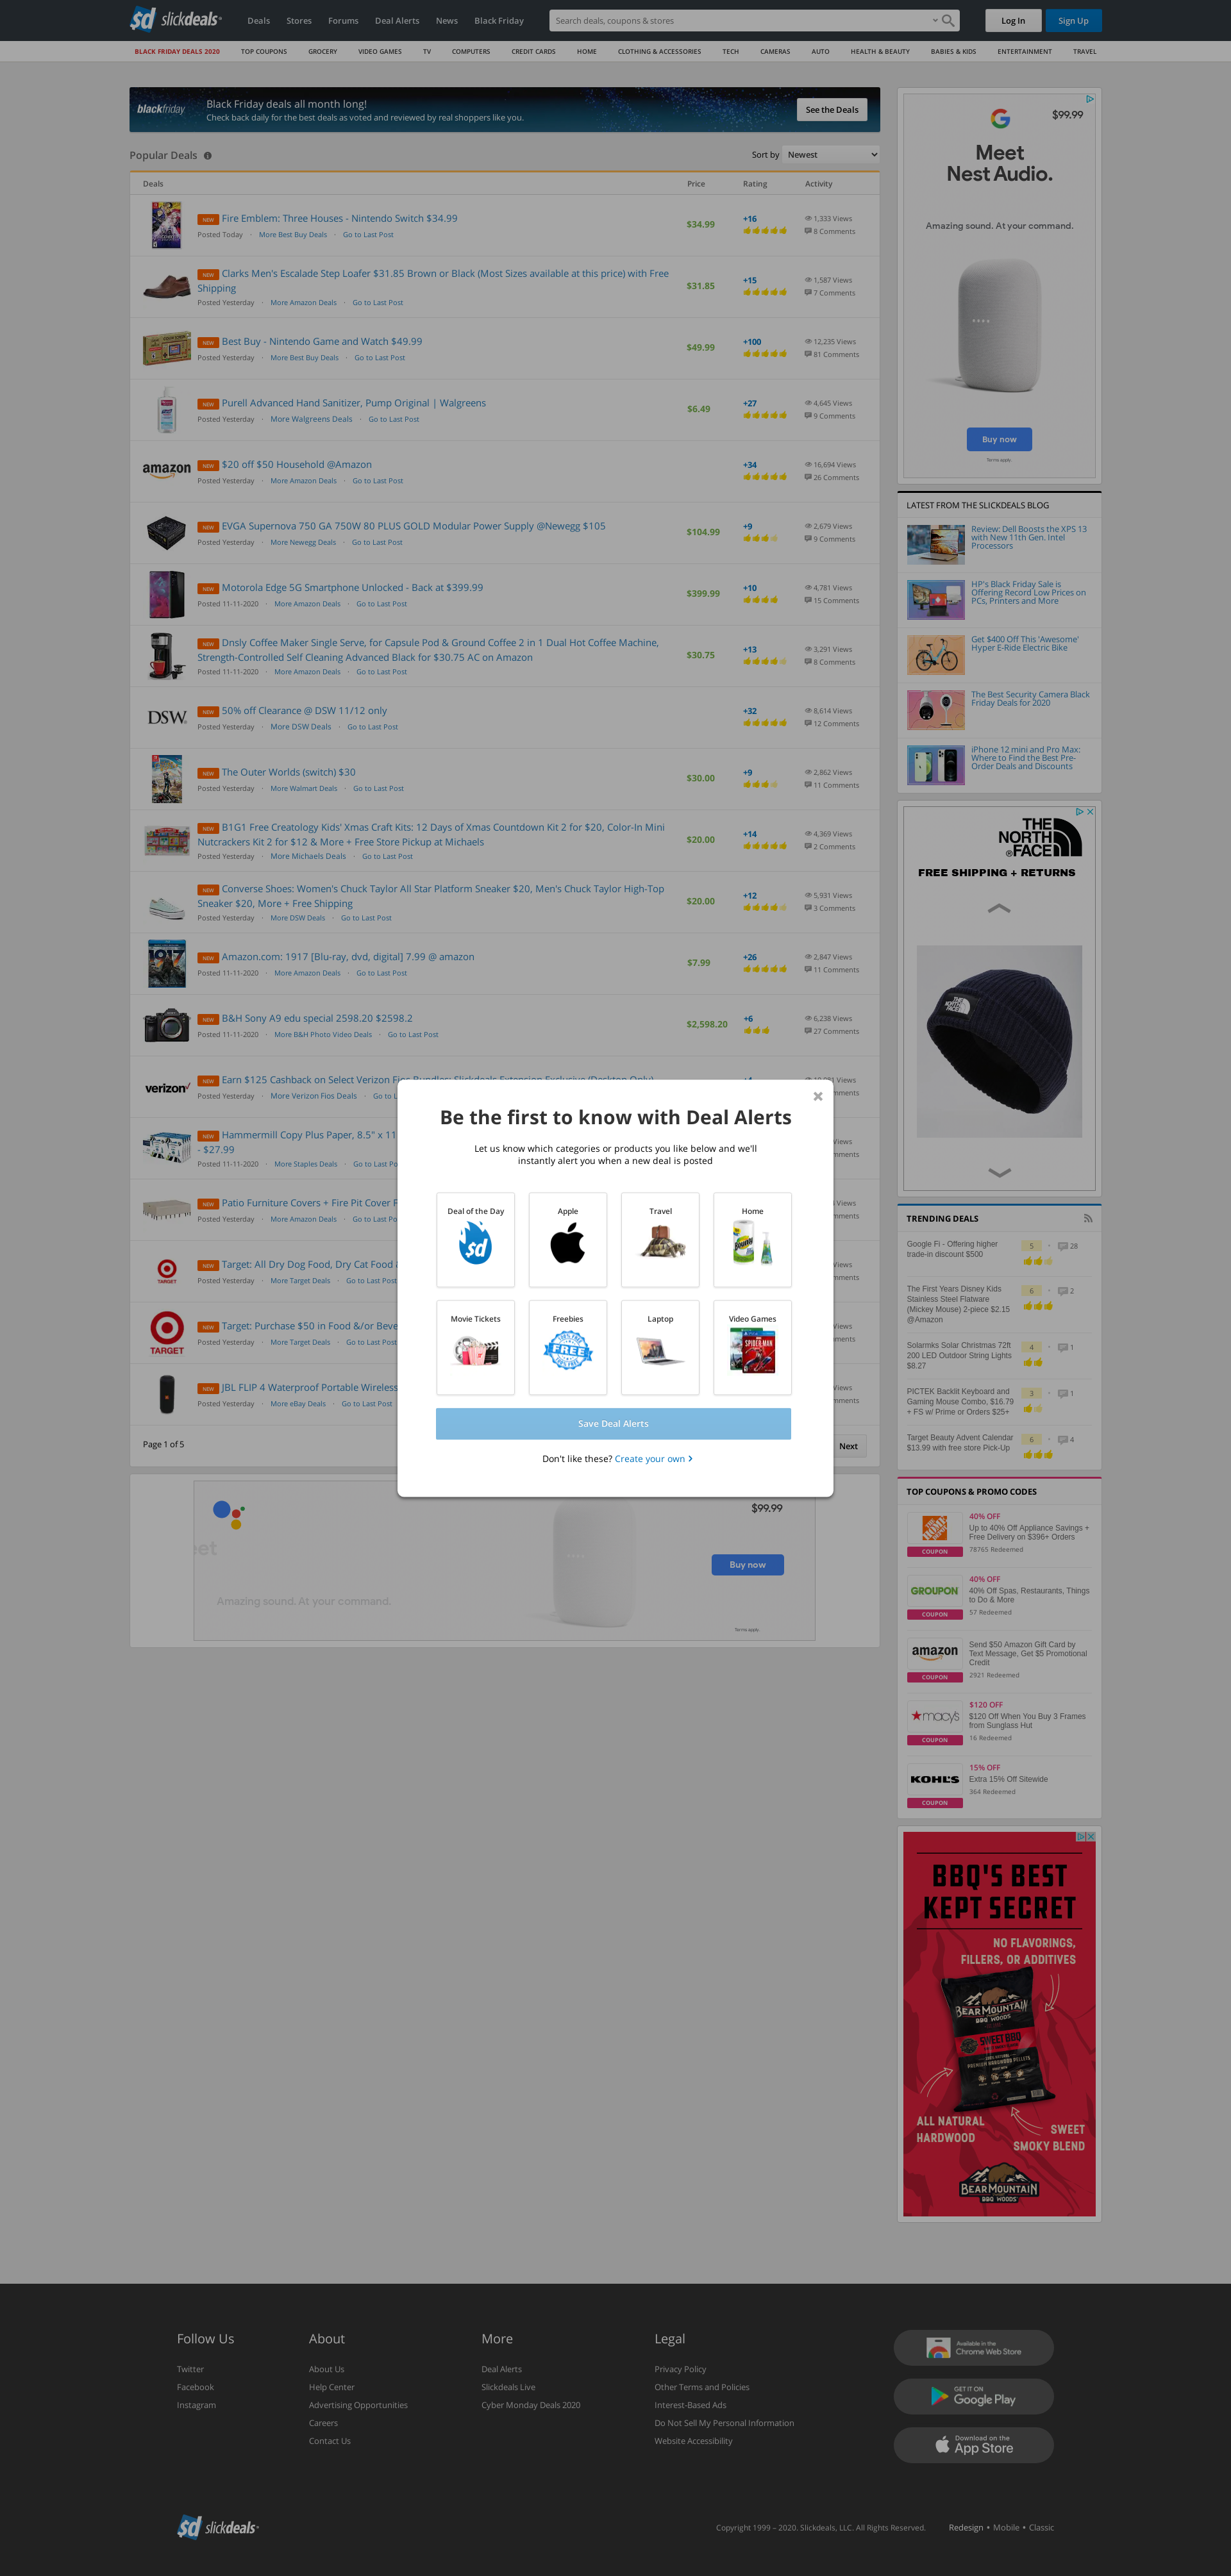 slickdeals
Deals
Stores
Forums
Deal Alerts
News
Black Friday
Search deals, coupons & stores
Log In
Sign Up
BLACK FRIDAY DEALS 2020
TOP COUPONS
GROCERY
VIDEO GAMES
TV
COMPUTERS
CREDIT CARDS
HOME
CLOTHING & ACCESSORIES
TECH
CAMERAS
AUTO
HEALTH & BEAUTY
BABIES & KIDS
ENTERTAINMENT
TRAVEL
blackfriday
Black Friday deals all month long!
Check back daily for the best deals as voted and reviewed by real shoppers like you.
See the Deals
Popular Deals
Sort by Newest
Deals Price Rating Activity
NEW Fire Emblem: Three Houses - Nintendo Switch $34.99
Posted Today · More Best Buy Deals · Go to Last Post
$34.99
+16
1,333 Views
8 Comments
NEW Clarks Men's Escalade Step Loafer $31.85 Brown or Black (Most Sizes available at this price) with Free
Shipping
Posted Yesterday · More Amazon Deals · Go to Last Post
$31.85
+15
1,587 Views
7 Comments
NEW Best Buy - Nintendo Game and Watch $49.99
Posted Yesterday · More Best Buy Deals · Go to Last Post
$49.99
+100
12,235 Views
81 Comments
NEW Purell Advanced Hand Sanitizer, Pump Original | Walgreens
Posted Yesterday · More Walgreens Deals · Go to Last Post
$6.49
+27
4,645 Views
9 Comments
amazon
NEW $20 off $50 Household @Amazon
Posted Yesterday · More Amazon Deals · Go to Last Post
+34
16,694 Views
26 Comments
NEW EVGA Supernova 750 GA 750W 80 PLUS GOLD Modular Power Supply @Newegg $105
Posted Yesterday · More Newegg Deals · Go to Last Post
$104.99
+9
2,679 Views
9 Comments
NEW Motorola Edge 5G Smartphone Unlocked - Back at $399.99
Posted 11-11-2020 · More Amazon Deals · Go to Last Post
$399.99
+10
4,781 Views
15 Comments
NEW Dnsly Coffee Maker Single Serve, for Capsule Pod & Ground Coffee 2 in 1 Dual Hot Coffee Machine,
Strength-Controlled Self Cleaning Advanced Black for $30.75 AC on Amazon
Posted 11-11-2020 · More Amazon Deals · Go to Last Post
$30.75
+13
3,291 Views
8 Comments
DSW
NEW 50% off Clearance @ DSW 11/12 only
Posted Yesterday · More DSW Deals · Go to Last Post
+32
8,614 Views
12 Comments
NEW The Outer Worlds (switch) $30
Posted Yesterday · More Walmart Deals · Go to Last Post
$30.00
+9
2,862 Views
11 Comments
NEW B1G1 Free Creatology Kids' Xmas Craft Kits: 12 Days of Xmas Countdown Kit 2 for $20, Color-In Mini
Nutcrackers Kit 2 for $12 & More + Free Store Pickup at Michaels
Posted Yesterday · More Michaels Deals · Go to Last Post
$20.00
+14
4,369 Views
2 Comments
NEW Converse Shoes: Women's Chuck Taylor All Star Platform Sneaker $20, Men's Chuck Taylor High-Top
Sneaker $20, More + Free Shipping
Posted Yesterday · More DSW Deals · Go to Last Post
$20.00
+12
5,931 Views
3 Comments
1917
NEW Amazon.com: 1917 [Blu-ray, dvd, digital] 7.99 @ amazon
Posted 11-11-2020 · More Amazon Deals · Go to Last Post
$7.99
+26
2,847 Views
11 Comments
NEW B&H Sony A9 edu special 2598.20 $2598.2
Posted 11-11-2020 · More B&H Photo Video Deals · Go to Last Post
$2,598.20
+6
6,238 Views
27 Comments
verizon
NEW Earn $125 Cashback on Select Verizon Fios Bundles: Slickdeals Extension Exclusive (Desktop Only)
Posted Yesterday · More Verizon Fios Deals · Go to L
NEW Hammermill Copy Plus Paper, 8.5" x 11
- $27.99
Posted 11-11-2020 · More Staples Deals · Go to Last Po
NEW Patio Furniture Covers + Fire Pit Cover F
Posted Yesterday · More Amazon Deals · Go to Last Po
TARGET
NEW Target: All Dry Dog Food, Dry Cat Food &
Posted Yesterday · More Target Deals · Go to Last Post
TARGET
NEW Target: Purchase $50 in Food &/or Beve
Posted Yesterday · More Target Deals · Go to Last Post
NEW JBL FLIP 4 Waterproof Portable Wireless
Posted Yesterday · More eBay Deals · Go to Last Post
Page 1 of 5
Next
Be the first to know with Deal Alerts
Let us know which categories or products you like below and we'll
instantly alert you when a new deal is posted
Deal of the Day
Apple
Travel
Home
Bounty
Movie Tickets
Freebies
FREE
Laptop
Video Games
SPIDER-MAN
Save Deal Alerts
Don't like these? Create your own
$99.99
Buy now
Amazing sound. At your command.
Terms apply.
$99.99
Meet
Nest Audio.
Amazing sound. At your command.
Buy now
Terms apply.
LATEST FROM THE SLICKDEALS BLOG
Review: Dell Boosts the XPS 13
with New 11th Gen. Intel
Processors
HP's Black Friday Sale is
Offering Record Low Prices on
PCs, Printers and More
Get $400 Off This 'Awesome'
Hyper E-Ride Electric Bike
The Best Security Camera Black
Friday Deals for 2020
iPhone 12 mini and Pro Max:
Where to Find the Best Pre-
Order Deals and Discounts
THE
NORTH
FACE
FREE SHIPPING + RETURNS
TRENDING DEALS
Google Fi - Offering higher
trade-in discount $500
5 · 28
The First Years Disney Kids
Stainless Steel Flatware
(Mickey Mouse) 2-piece $2.15
@Amazon
6 · 2
Solarmks Solar Christmas 72ft
200 LED Outdoor String Lights
$8.27
4 · 1
PICTEK Backlit Keyboard and
Gaming Mouse Combo, $16.79
+ FS w/ Prime or Orders $25+
3 · 1
Target Beauty Advent Calendar
$13.99 with free store Pick-Up
6 · 4
TOP COUPONS & PROMO CODES
COUPON
40% OFF
Up to 40% Off Appliance Savings +
Free Delivery on $396+ Orders
78765 Redeemed
GROUPON
COUPON
40% OFF
40% Off Spas, Restaurants, Things
to Do & More
57 Redeemed
amazon
COUPON
Send $50 Amazon Gift Card by
Text Message, Get $5 Promotional
Credit
2921 Redeemed
macy's
COUPON
$120 OFF
$120 Off When You Buy 3 Frames
from Sunglass Hut
16 Redeemed
KOHL'S
COUPON
15% OFF
Extra 15% Off Sitewide
364 Redeemed
BBQ'S BEST
KEPT SECRET
NO FLAVORINGS,
FILLERS, OR ADDITIVES
BEAR MOUNTAIN
BBQ WOODS
SWEET BBQ
ALL NATURAL
HARDWOOD
SWEET
SMOKY BLEND
BEAR MOUNTAIN
BBQ WOODS
Follow Us
Twitter
Facebook
Instagram
About
About Us
Help Center
Advertising Opportunities
Careers
Contact Us
More
Deal Alerts
Slickdeals Live
Cyber Monday Deals 2020
Legal
Privacy Policy
Other Terms and Policies
Interest-Based Ads
Do Not Sell My Personal Information
Website Accessibility
Available in the
Chrome Web Store
GET IT ON
Google Play
Download on the
App Store
slickdeals
Copyright 1999 – 2020. Slickdeals, LLC. All Rights Reserved.
Redesign • Mobile • Classic